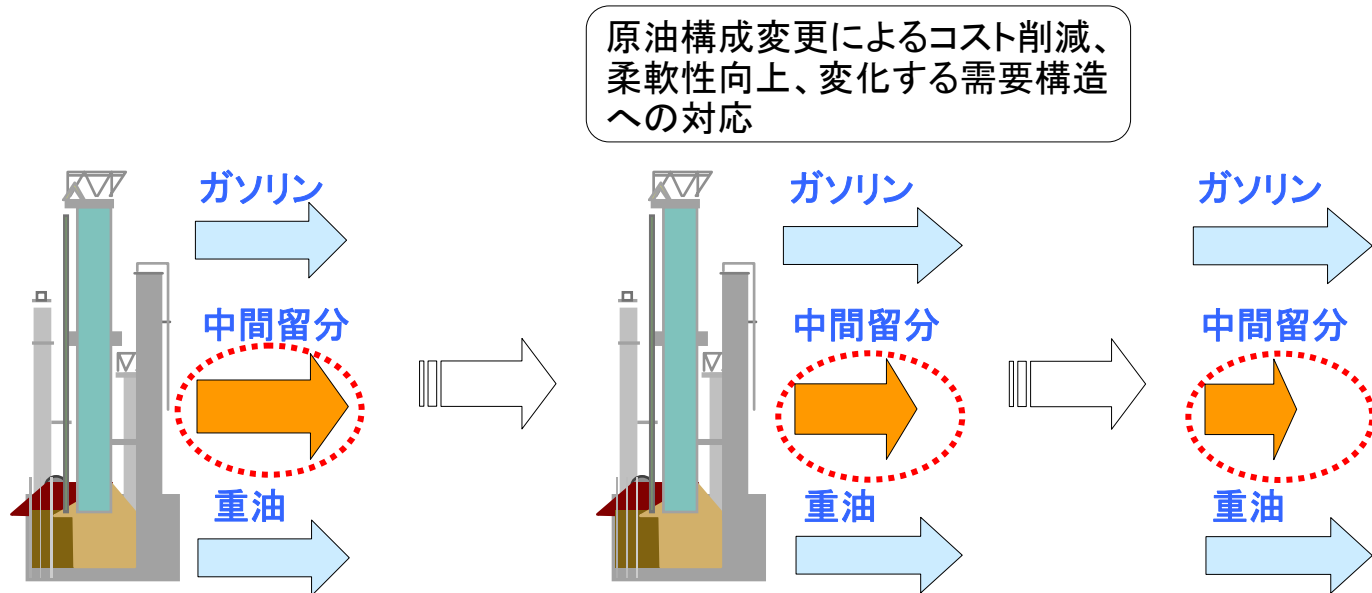 原油構成変更によるコスト削減、
柔軟性向上、変化する需要構造
への対応
ガソリン
ガソリン
ガソリン
中間留分
中間留分
中間留分
重油
重油
重油